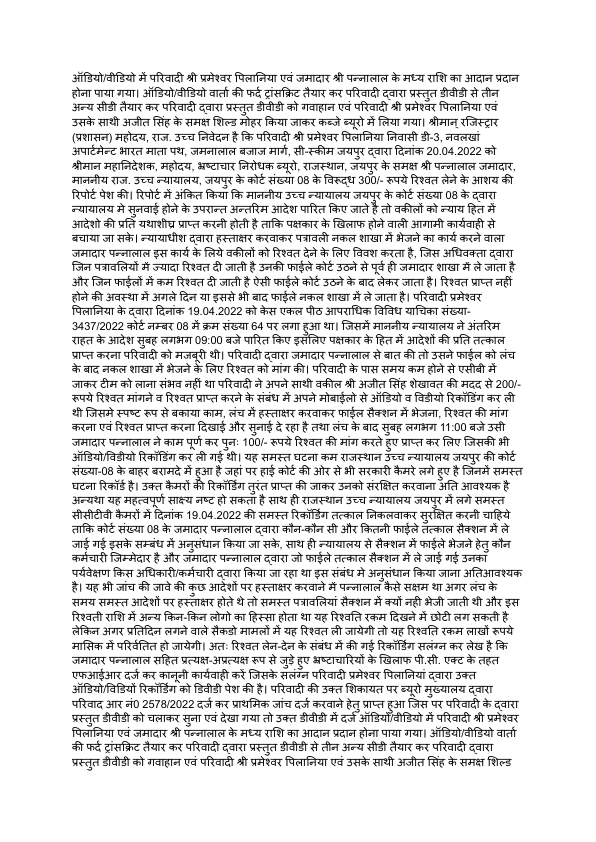 ऑडियो/वीडियो में परिवादी श्री प्रमेश्वर पिलानिया एवं जमादार श्री पन्नालाल के मध्य राशि का आदान प्रदान
होना पाया गया। ऑडियो/वीडियो वार्ता की फर्द ट्रांसक्रिट तैयार कर परिवादी द्वारा प्रस्तुत डीवीडी से तीन
अन्य सीडी तैयार कर परिवादी द्वारा प्रस्तुत डीवीडी को गवाहान एवं परिवादी श्री प्रमेश्वर पिलानिया एवं
उसके साथी अजीत सिंह के समक्ष शिल्ड मोहर किया जाकर कब्जे ब्यूरो में लिया गया। श्रीमान् रजिस्ट्रार
(प्रशासन) महोदय, राज. उच्च निवेदन है कि परिवादी श्री प्रमेश्वर पिलानिया निवासी डी-3, नवलखां
अपार्टमेन्ट भारत माता पथ, जमनालाल बजाज मार्ग, सी-स्कीम जयपुर द्वारा दिनांक 20.04.2022 को
श्रीमान महानिदेशक, महोदय, भ्रष्टाचार निरोधक ब्यूरो, राजस्थान, जयपुर के समक्ष श्री पन्नालाल जमादार,
माननीय राज. उच्च न्यायालय, जयपुर के कोर्ट संख्या 08 के विरूद्ध 300/- रूपये रिश्वत लेने के आशय की
रिपोर्ट पेश की। रिपोर्ट में अंकित किया कि माननीय उच्च न्यायालय जयपुर के कोर्ट संख्या 08 के द्वारा
न्यायालय मे सुनवाई होने के उपरान्त अन्तरिम आदेश पारित किए जाते है तो वकीलों को न्याय हित में
आदेशो की प्रति यथाशीघ्र प्राप्त करनी होती है ताकि पक्षकार के खिलाफ होने वाली आगामी कार्यवाही से
बचाया जा सके। न्यायाधीश द्वारा हस्ताक्षर करवाकर पत्रावली नकल शाखा में भेजने का कार्य करने वाला
जमादार पन्नालाल इस कार्य के लिये वकीलों को रिश्वत देने के लिए विवश करता है, जिस अधिवक्ता द्वारा
जिन पत्रावलियों में ज्यादा रिश्वत दी जाती है उनकी फाईले कोर्ट उठने से पूर्व ही जमादार शाखा में ले जाता है
और जिन फाईलों में कम रिश्वत दी जाती है ऐसी फाईले कोर्ट उठने के बाद लेकर जाता है। रिश्वत प्राप्त नहीं
होने की अवस्था में अगले दिन या इससे भी बाद फाईले नकल शाखा में ले जाता है। परिवादी प्रमेश्वर
पिलानिया के द्वारा दिनांक 19.04.2022 को केस एकल पीठ आपराधिक विविध याचिका संख्या-
3437/2022 कोर्ट नम्बर 08 में क्रम संख्या 64 पर लगा हुआ था। जिसमें माननीय न्यायालय ने अंतरिम
राहत के आदेश सुबह लगभग 09:00 बजे पारित किए इसलिए पक्षकार के हित में आदेशों की प्रति तत्काल
प्राप्त करना परिवादी को मजबूरी थी। परिवादी द्वारा जमादार पन्नालाल से बात की तो उसने फाईल को लंच
के बाद नकल शाखा में भेजने के लिए रिश्वत को मांग की। परिवादी के पास समय कम होने से एसीबी में
जाकर टीम को लाना संभव नहीं था परिवादी ने अपने साथी वकील श्री अजीत सिंह शेखावत की मदद से 200/-
रूपये रिश्वत मांगने व रिश्वत प्राप्त करने के संबंध में अपने मोबाईलो से ऑडियो व विडीयो रिकॉर्डिंग कर ली
थी जिसमे स्पष्ट रूप से बकाया काम, लंच में हस्ताक्षर करवाकर फाईल सैक्शन में भेजना, रिश्वत की मांग
करना एवं रिश्वत प्राप्त करना दिखाई और सुनाई दे रहा है तथा लंच के बाद सुबह लगभग 11:00 बजे उसी
जमादार पन्नालाल ने काम पूर्ण कर पुनः 100/- रूपये रिश्वत की मांग करते हुए प्राप्त कर लिए जिसकी भी
ऑडियो/विडीयो रिकॉर्डिंग कर ली गई थी। यह समस्त घटना कम राजस्थान उच्च न्यायालय जयपुर की कोर्ट
संख्या-08 के बाहर बरामदे में हुआ है जहां पर हाई कोर्ट की ओर से भी सरकारी कैमरे लगे हुए है जिनमें समस्त
घटना रिकॉर्ड है। उक्त कैमरों की रिकॉर्डिंग तुरंत प्राप्त की जाकर उनको संरक्षित करवाना अति आवश्यक है
अन्यथा यह महत्वपूर्ण साक्ष्य नष्ट हो सकता है साथ ही राजस्थान उच्च न्यायालय जयपुर में लगे समस्त
सीसीटीवी कैमरों में दिनांक 19.04.2022 की समस्त रिकॉर्डिंग तत्काल निकलवाकर सुरक्षित करनी चाहिये
ताकि कोर्ट संख्या 08 के जमादार पन्नालाल द्वारा कौन-कौन सी और कितनी फाईले तत्काल सैक्शन में ले
जाई गई इसके सम्बंध में अनुसंधान किया जा सके, साथ ही न्यायालय से सैक्शन में फाईले भेजने हेतु कौन
कर्मचारी जिम्मेदार है और जमादार पन्नालाल द्वारा जो फाईले तत्काल सैक्शन में ले जाई गई उनका
पर्यवेक्षण किस अधिकारी/कर्मचारी द्वारा किया जा रहा था इस संबंध मे अनुसंधान किया जाना अतिआवश्यक
है। यह भी जांच की जावे की कुछ आदेशों पर हस्ताक्षर करवाने में पन्नालाल कैसे सक्षम था अगर लंच के
समय समस्त आदेशों पर हस्ताक्षर होते थे तो समस्त पत्रावलियां सैक्शन में क्यों नही भेजी जाती थी और इस
रिश्वती राशि में अन्य किन-किन लोगो का हिस्सा होता था यह रिश्वति रकम दिखने में छोटी लग सकती है
लेकिन अगर प्रतिदिन लगने वाले सैकडो मामलों में यह रिश्वत ली जायेगी तो यह रिश्वति रकम लाखों रूपये
मासिक में परिर्वतित हो जायेगी। अतः रिश्वत लेन-देन के संबंध में की गई रिकॉर्डिंग सलंग्न कर लेख है कि
जमादार पन्नालाल सहित प्रत्यक्ष-अप्रत्यक्ष रूप से जुड़े हुए भ्रष्टाचारियों के खिलाफ पी.सी. एक्ट के तहत
एफआईआर दर्ज कर कानूनी कार्यवाही करें जिसके सलंग्न परिवादी प्रमेश्वर पिलानियां द्वारा उक्त
ऑडियो/विडियों रिकॉर्डिंग को डिवीडी पेश की है। परिवादी की उक्त शिकायत पर ब्यूरो मुख्यालय द्वारा
परिवाद आर नं0 2578/2022 दर्ज कर प्राथमिक जांच दर्ज करवाने हेतु प्राप्त हुआ जिस पर परिवादी के द्वारा
प्रस्तुत डीवीडी को चलाकर सुना एवं देखा गया तो उक्त डीवीडी में दर्ज ऑडियो/वीडियो में परिवादी श्री प्रमेश्वर
पिलानिया एवं जमादार श्री पन्नालाल के मध्य राशि का आदान प्रदान होना पाया गया। ऑडियो/वीडियो वार्ता
की फर्द ट्रांसक्रिट तैयार कर परिवादी द्वारा प्रस्तुत डीवीडी से तीन अन्य सीडी तैयार कर परिवादी द्वारा
प्रस्तुत डीवीडी को गवाहान एवं परिवादी श्री प्रमेश्वर पिलानिया एवं उसके साथी अजीत सिंह के समक्ष शिल्ड